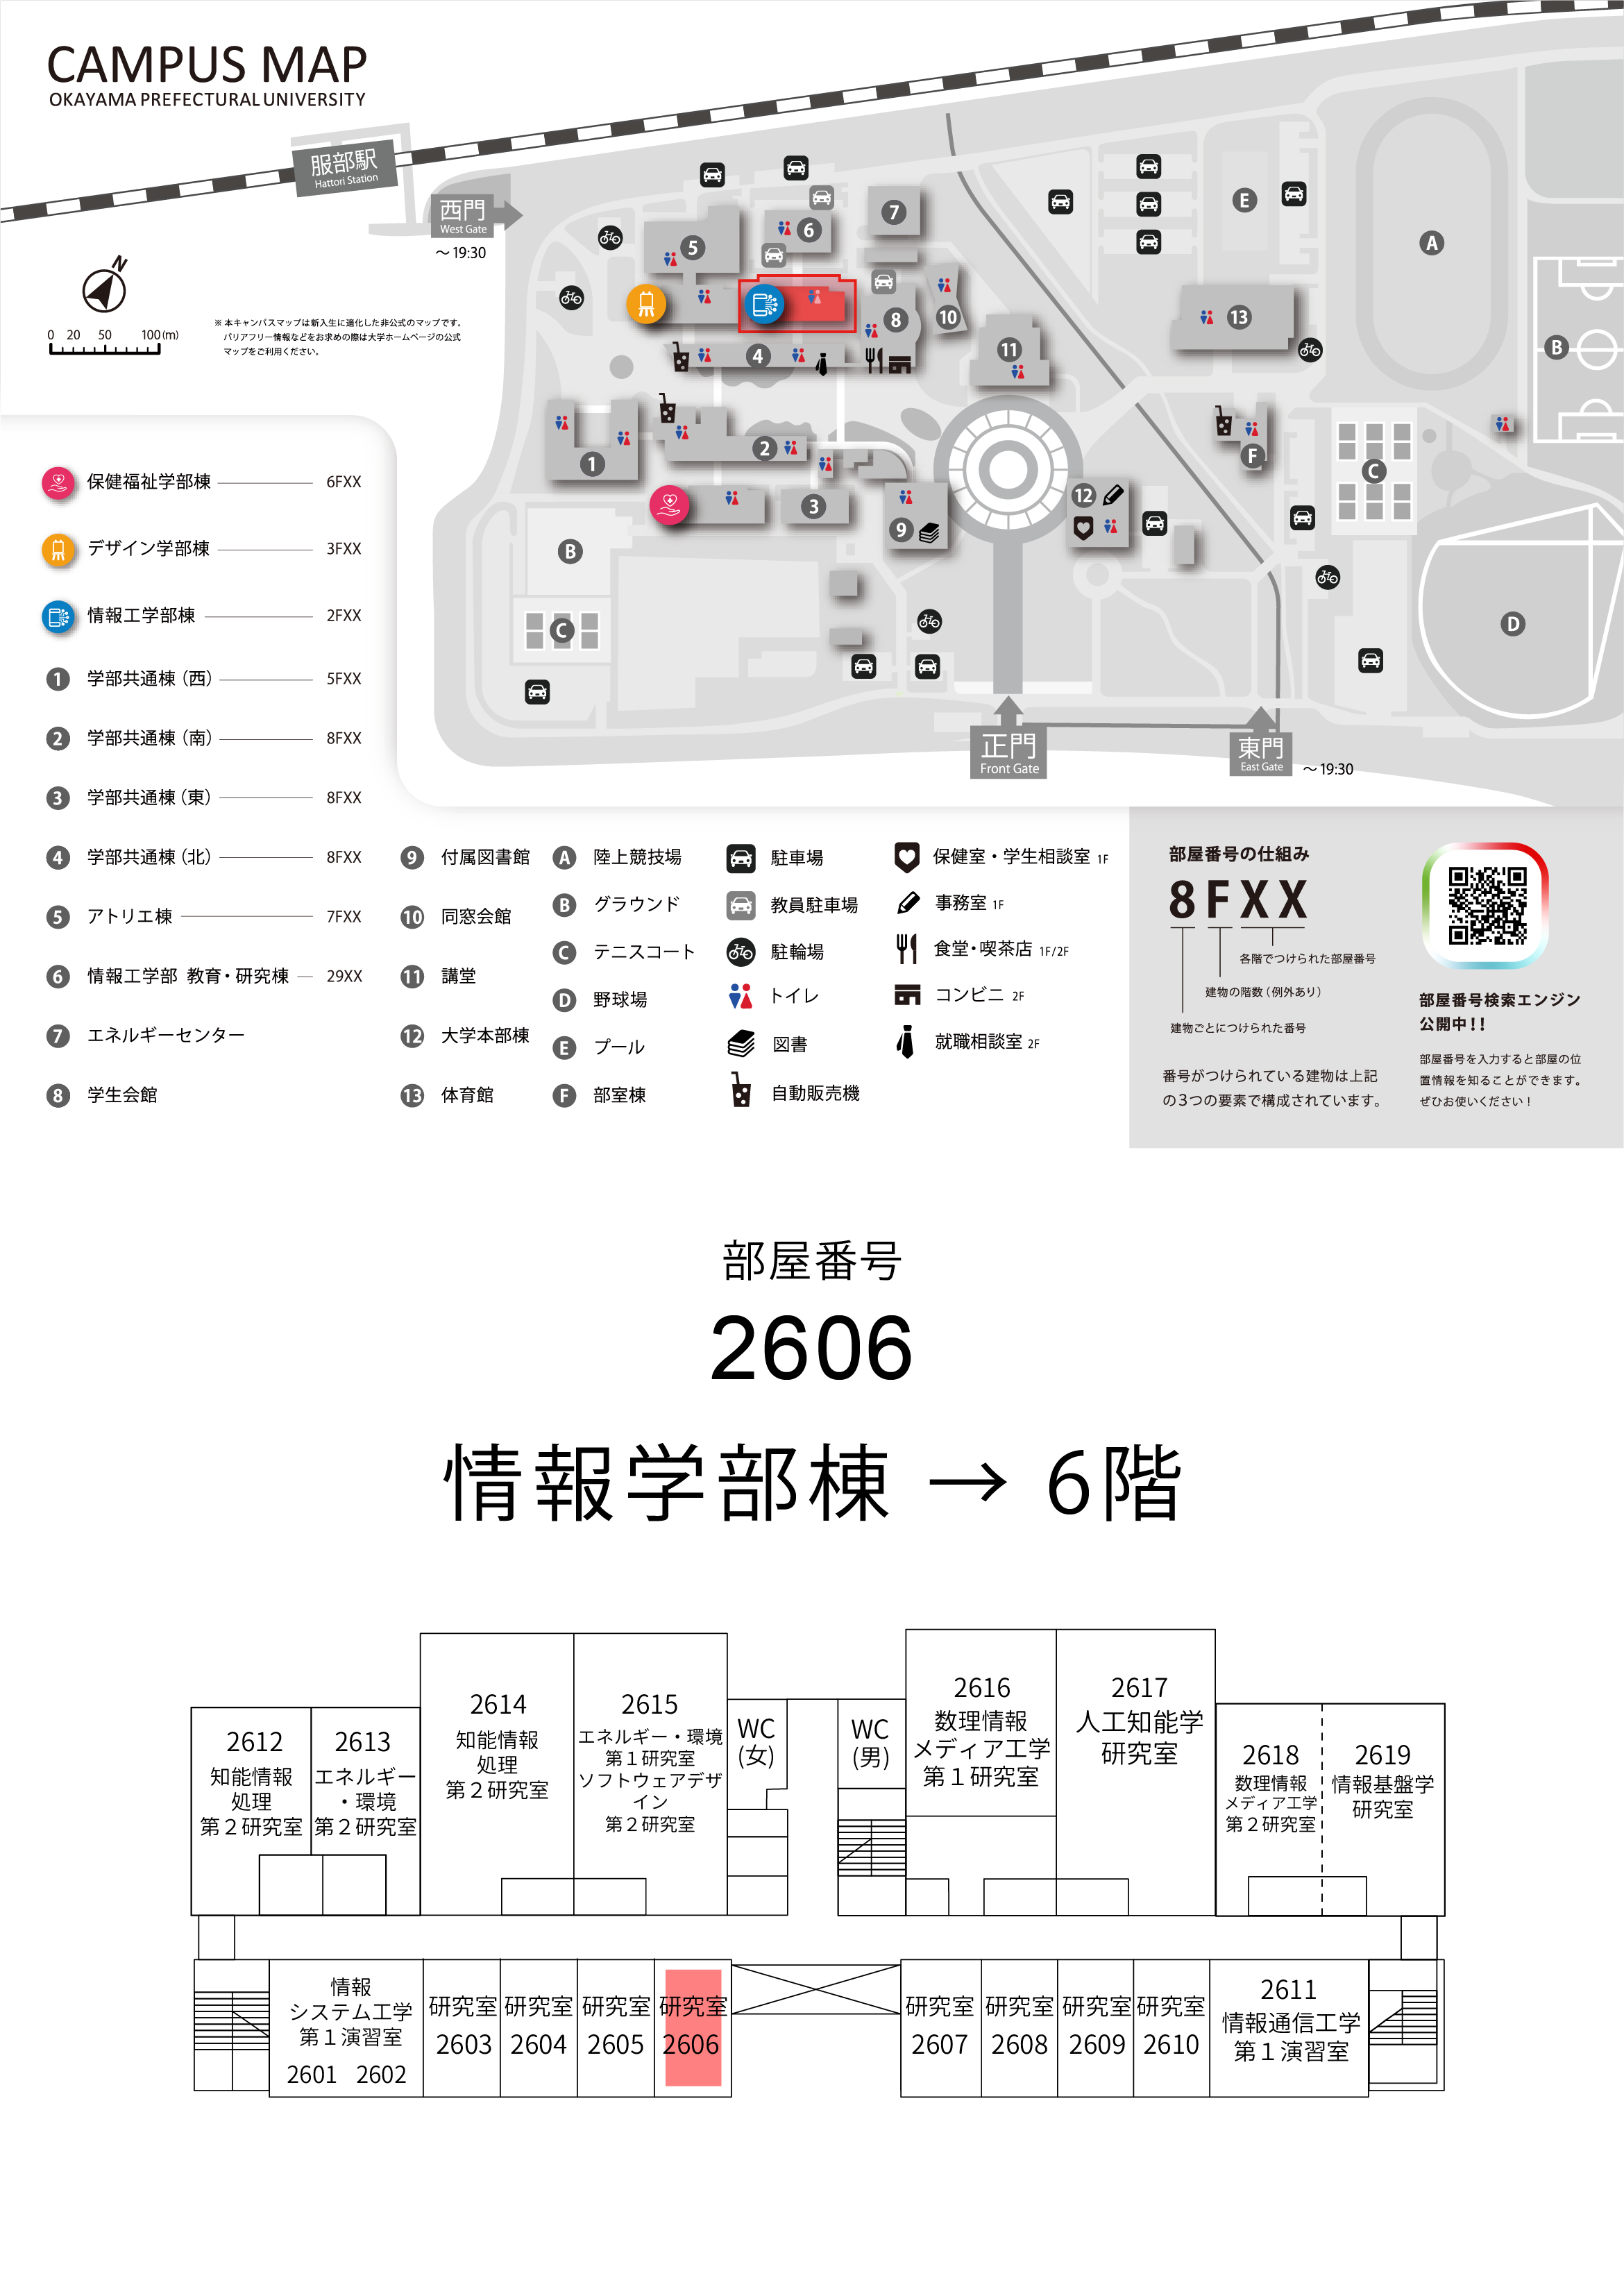 CAMPUS MAP
OKAYAMA PREFECTURAL UNIVERSITY
服部駅
Hattori Station
西門
West Gate
～19:30
N
0 20 50 100(m)
※ 本キャンパスマップは新入生に適化した非公式のマップです。
バリアフリー情報などをお求めの際は大学ホームページの公式
マップをご利用ください。
7
6
5
E
A
8
10
13
11
4
B
1
2
F
C
3
12
9
B
C
D
正門
Front Gate
東門
East Gate
～19:30
保健福祉学部棟 6FXX
デザイン学部棟 3FXX
情報工学部棟 2FXX
1 学部共通棟（西） 5FXX
2 学部共通棟（南） 8FXX
3 学部共通棟（東） 8FXX
4 学部共通棟（北） 8FXX
5 アトリエ棟 7FXX
6 情報工学部 教育・研究棟 29XX
7 エネルギーセンター
8 学生会館
9 付属図書館
10 同窓会館
11 講堂
12 大学本部棟
13 体育館
A 陸上競技場
B グラウンド
C テニスコート
D 野球場
E プール
F 部室棟
駐車場
教員駐車場
駐輪場
トイレ
図書
自動販売機
保健室・学生相談室 1F
事務室 1F
食堂・喫茶店 1F/2F
コンビニ 2F
就職相談室 2F
部屋番号の仕組み
8FXX
各階でつけられた部屋番号
建物の階数（例外あり）
建物ごとにつけられた番号
番号がつけられている建物は上記
の3つの要素で構成されています。
部屋番号検索エンジン
公開中！！
部屋番号を入力すると部屋の位
置情報を知ることができます。
ぜひお使いください！
部屋番号
2606
情報学部棟 → 6階
2612
知能情報
処理
第２研究室
2613
エネルギー
・環境
第２研究室
2614
知能情報
処理
第２研究室
2615
エネルギー・環境
第１研究室
ソフトウェアデザ
イン
第２研究室
WC
(女)
WC
(男)
2616
数理情報
メディア工学
第１研究室
2617
人工知能学
研究室
2618
数理情報
メディア工学
第２研究室
2619
情報基盤学
研究室
情報
システム工学
第１演習室
2601 2602
研究室
2603
研究室
2604
研究室
2605
研究室
2606
研究室
2607
研究室
2608
研究室
2609
研究室
2610
2611
情報通信工学
第１演習室